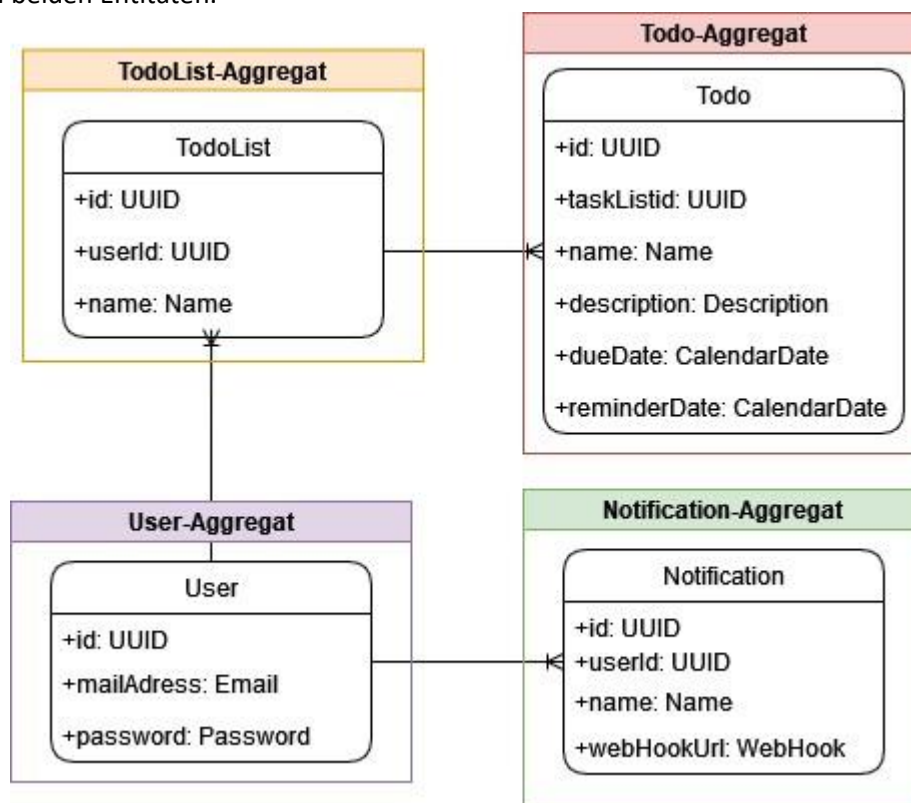 beiden Entitäten.
TodoList-Aggregat
TodoList
+id: UUID
+userId: UUID
+name: Name
Todo-Aggregat
Todo
+id: UUID
+taskListid: UUID
+name: Name
+description: Description
+dueDate: CalendarDate
+reminderDate: CalendarDate
User-Aggregat
User
+id: UUID
+mailAdress: Email
+password: Password
Notification-Aggregat
Notification
+id: UUID
+userId: UUID
+name: Name
+webHookUrl: WebHook